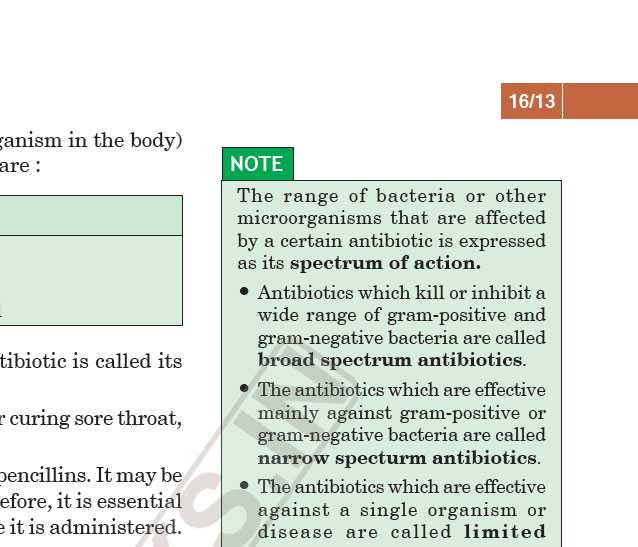 16/13
ganism in the body)
are :
tibiotic is called its
r curing sore throat,
pencillins. It may be
efore, it is essential
e it is administered.
NOTE
The range of bacteria or other
microorganisms that are affected
by a certain antibiotic is expressed
as its spectrum of action.
• Antibiotics which kill or inhibit a
wide range of gram-positive and
gram-negative bacteria are called
broad spectrum antibiotics.
• The antibiotics which are effective
mainly against gram-positive or
gram-negative bacteria are called
narrow specturm antibiotics.
• The antibiotics which are effective
against a single organism or
disease are called limited